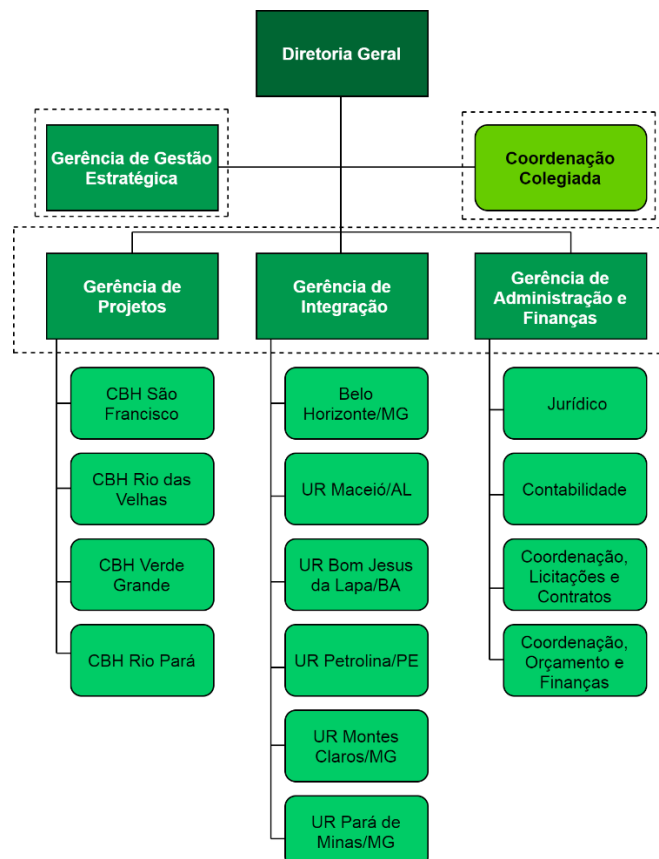 Diretoria Geral
Gerência de Gestão
Estratégica
Coordenação
Colegiada
Gerência de
Projetos
Gerência de
Integração
Gerência de
Administração e
Finanças
CBH São
Francisco
CBH Rio das
Velhas
CBH Verde
Grande
CBH Rio Pará
Belo
Horizonte/MG
UR Maceió/AL
UR Bom Jesus
da Lapa/BA
UR Petrolina/PE
UR Montes
Claros/MG
UR Pará de
Minas/MG
Jurídico
Contabilidade
Coordenação,
Licitações e
Contratos
Coordenação,
Orçamento e
Finanças